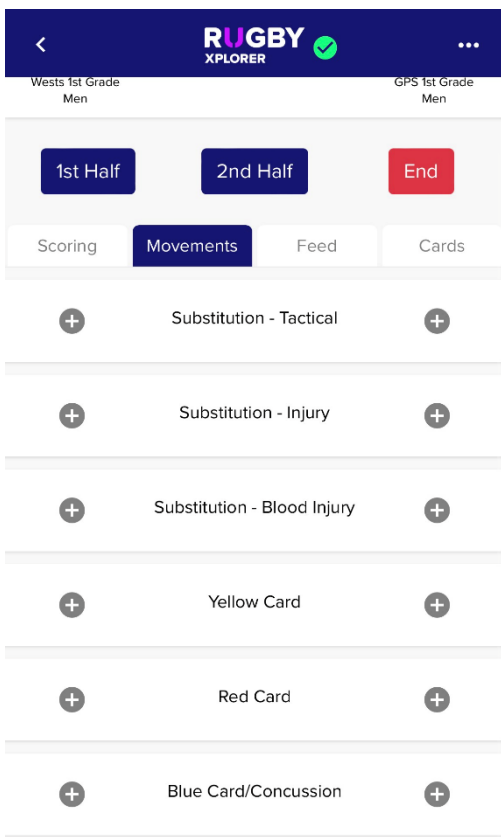 RUGBY
XPLORER
Wests 1st Grade
Men
GPS 1st Grade
Men
1st Half
2nd Half
End
Scoring
Movements
Feed
Cards
Substitution - Tactical
Substitution - Injury
Substitution - Blood Injury
Yellow Card
Red Card
Blue Card/Concussion